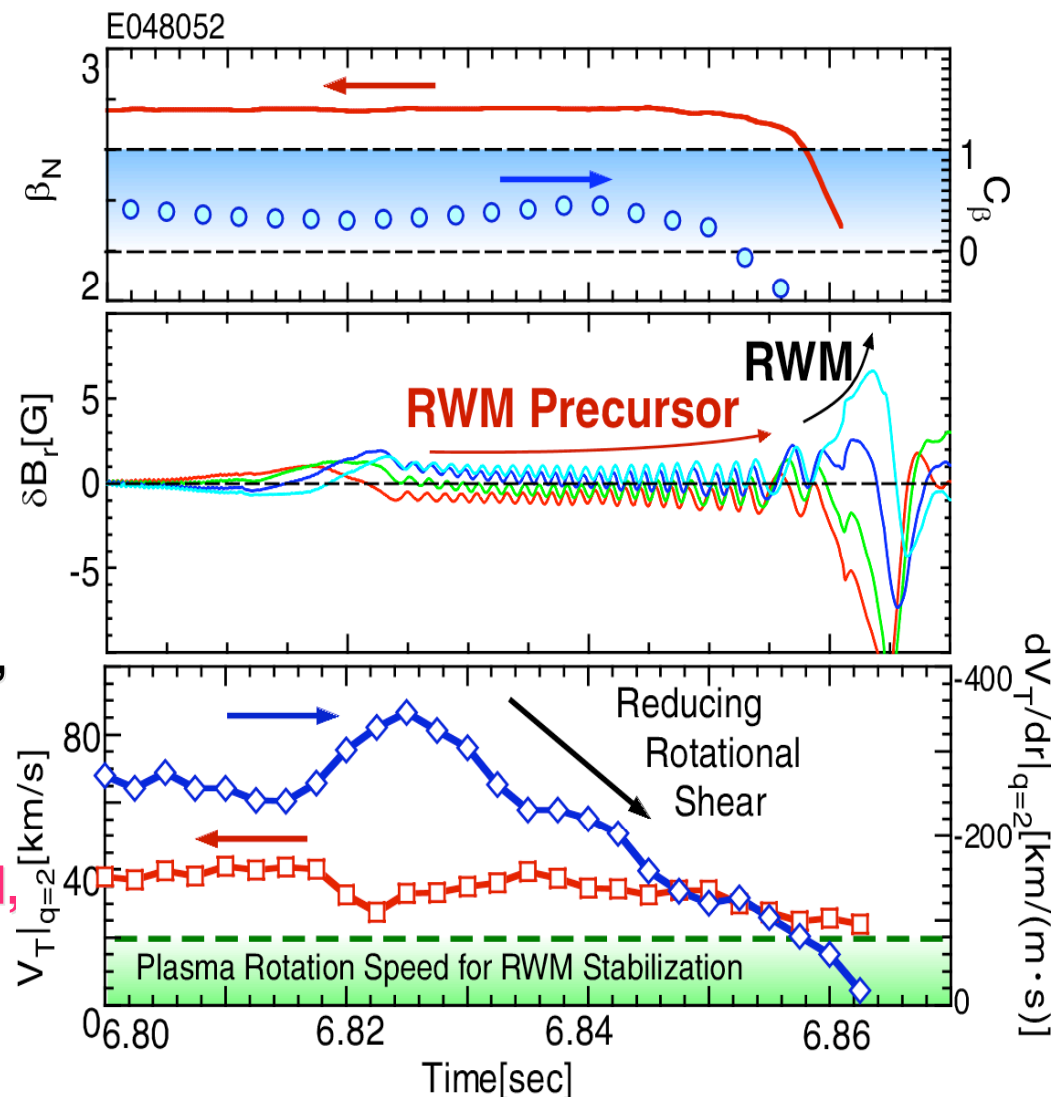 E048052
3
β_N
2
1
C_β
0
δB_r[G]
5
0
-5
RWM Precursor
RWM
V_T|_q=2[km/s]
80
40
0
Reducing
Rotational
Shear
Plasma Rotation Speed for RWM Stabilization
-400
-200
0
dV_T/dr|_q=2[km/(m·s)]
6.80
6.82
6.84
6.86
Time[sec]